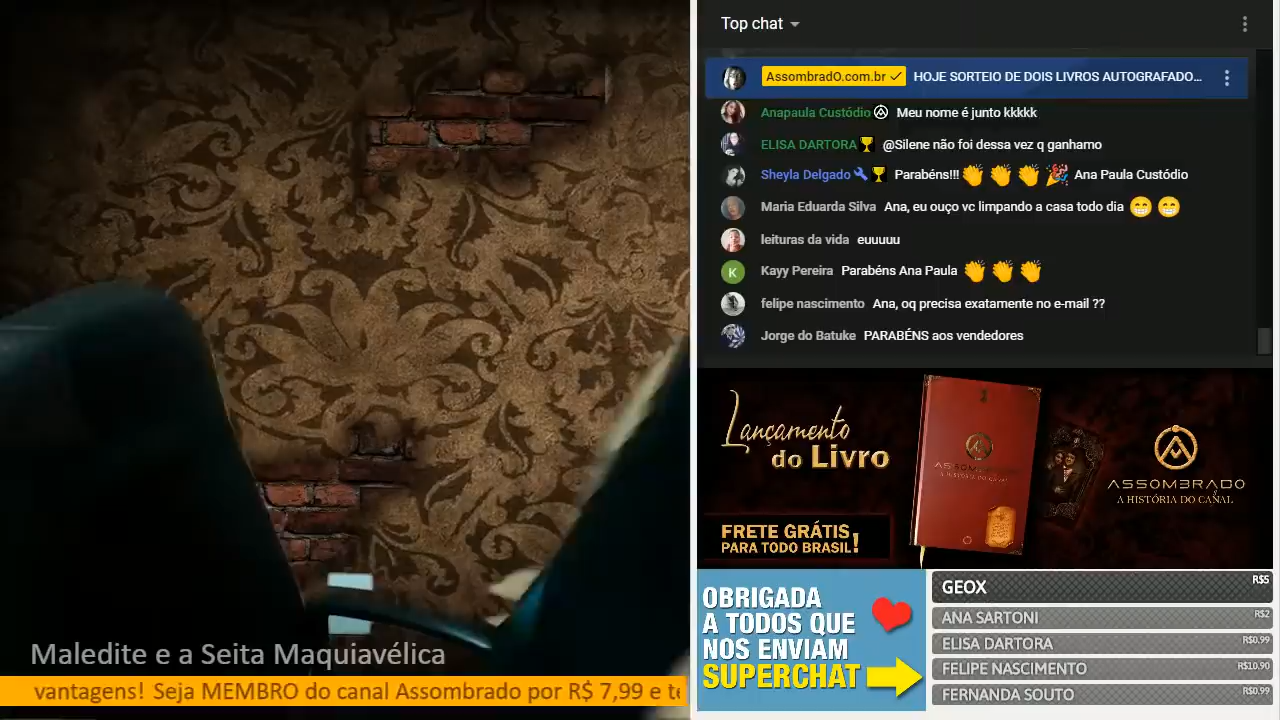 Top chat
AssombradO.com.br HOJE SORTEIO DE DOIS LIVROS AUTOGRAFADO...
Anapaula Custódio Meu nome é junto kkkkk
ELISA DARTORA @Silene não foi dessa vez q ganhamo
Sheyla Delgado Parabéns!!! 👏 👏 👏 🎉 Ana Paula Custódio
Maria Eduarda Silva Ana, eu ouço vc limpando a casa todo dia 😁 😁
leituras da vida euuuuu
K Kayy Pereira Parabéns Ana Paula 👏 👏 👏
felipe nascimento Ana, oq precisa exatamente no e-mail ??
Jorge do Batuke PARABÉNS aos vendedores
Lançamento
do Livro
FRETE GRÁTIS
PARA TODO BRASIL!
ASSOMBRADO
A HISTÓRIA DO CANAL
ASSOMBRADO
A HISTÓRIA DO CANAL
OBRIGADA
A TODOS QUE
NOS ENVIAM
SUPERCHAT
GEOX R$5
ANA SARTONI R$2
ELISA DARTORA R$0.99
FELIPE NASCIMENTO R$10.90
FERNANDA SOUTO R$0.99
Maledite e a Seita Maquiavélica
vantagens! Seja MEMBRO do canal Assombrado por R$ 7,99 e te